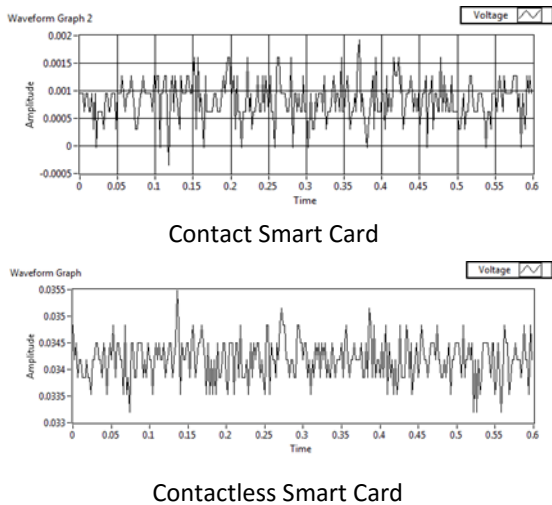 Waveform Graph 2
Voltage
0.002
0.0015
0.001
0.0005
0
-0.0005
Amplitude
0 0.05 0.1 0.15 0.2 0.25 0.3 0.35 0.4 0.45 0.5 0.55 0.6
Time
Contact Smart Card
Waveform Graph
Voltage
0.0355
0.035
0.0345
0.034
0.0335
0.033
Amplitude
0 0.05 0.1 0.15 0.2 0.25 0.3 0.35 0.4 0.45 0.5 0.55 0.6
Time
Contactless Smart Card